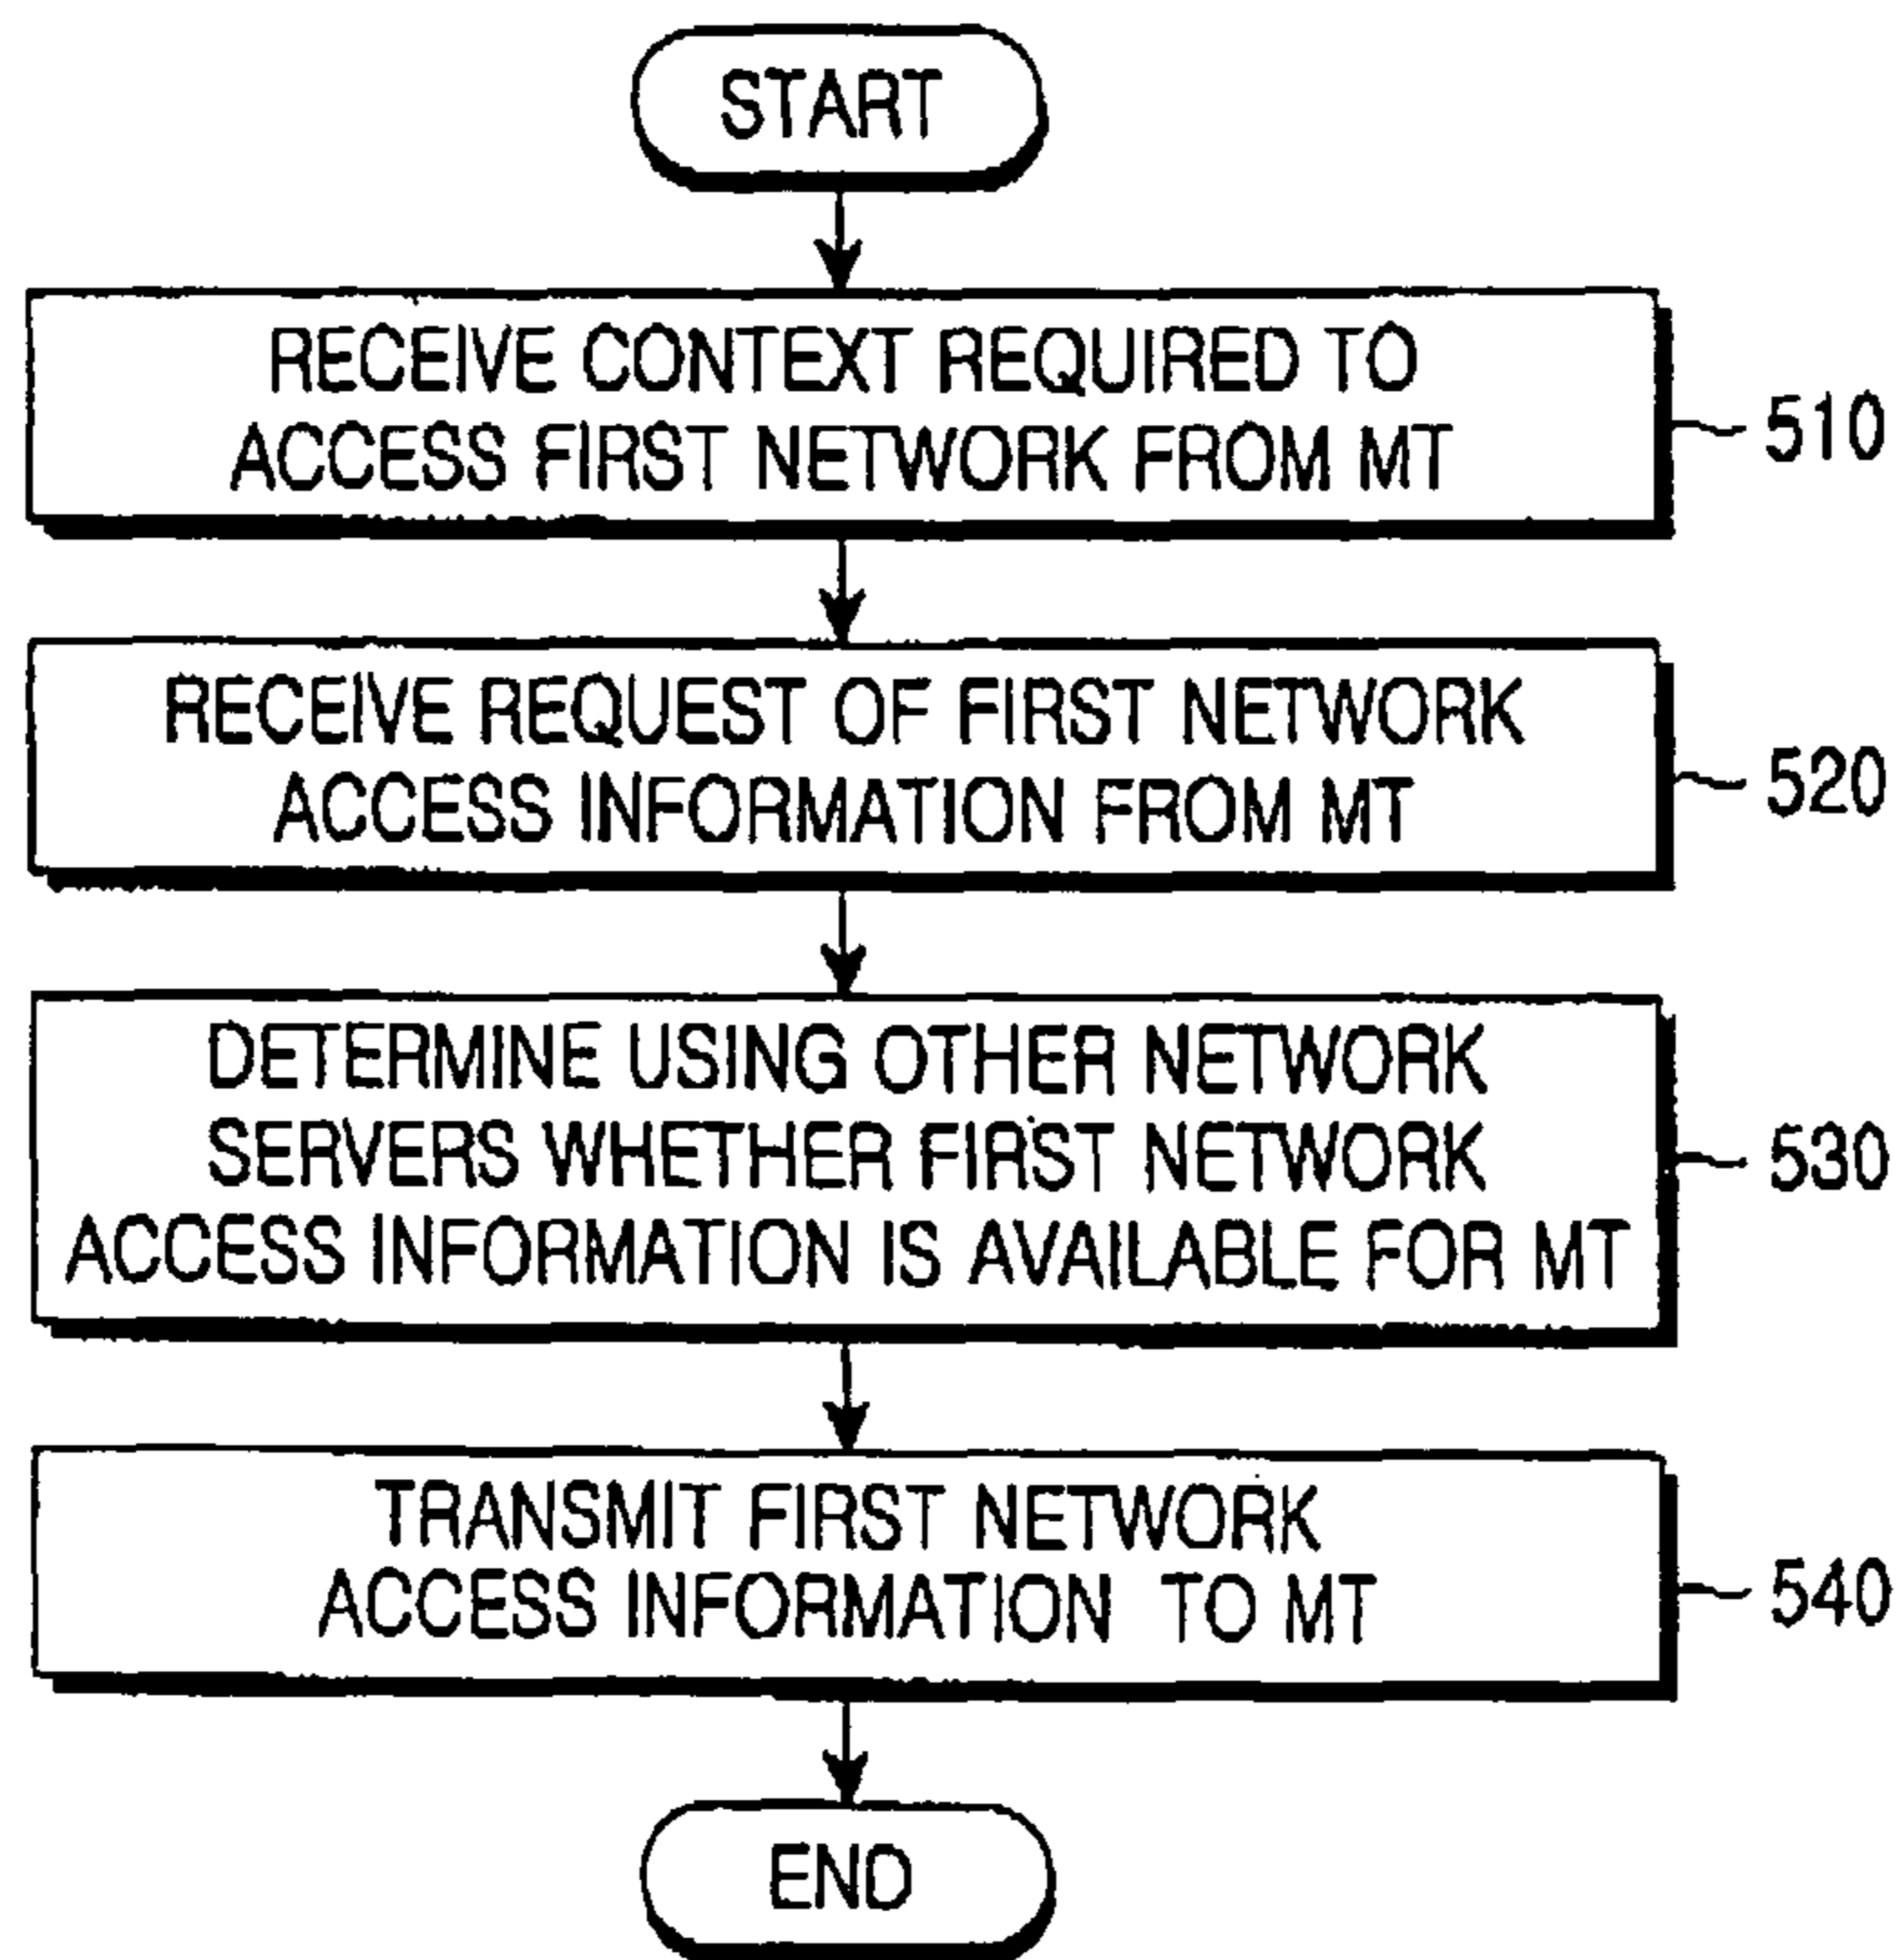 START
RECEIVE CONTEXT REQUIRED TO
ACCESS FIRST NETWORK FROM MT
510
RECEIVE REQUEST OF FIRST NETWORK
ACCESS INFORMATION FROM MT
520
DETERMINE USING OTHER NETWORK
SERVERS WHETHER FIRST NETWORK
ACCESS INFORMATION IS AVAILABLE FOR MT
530
TRANSMIT FIRST NETWORK
ACCESS INFORMATION TO MT
540
END